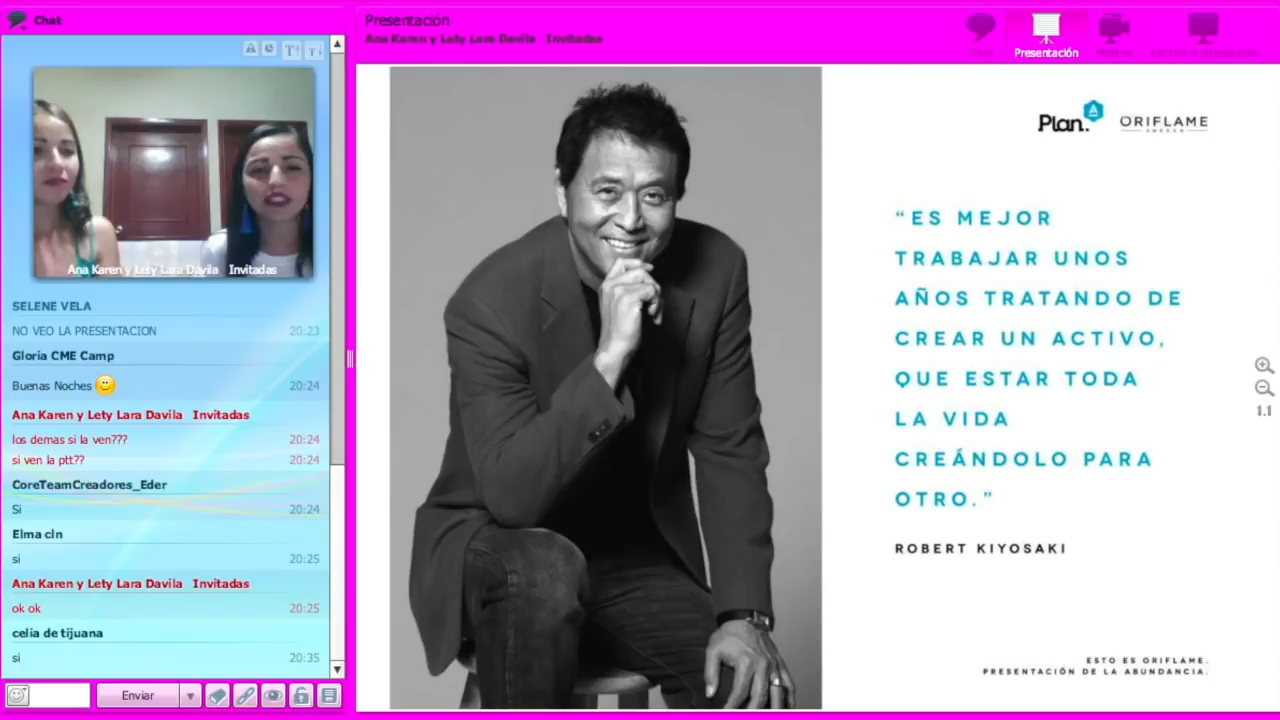 Chat
Ana Karen y Lety Lara Davila Invitadas
SELENE VELA
NO VEO LA PRESENTACION 20:23
Gloria CME Camp
Buenas Noches 20:24
Ana Karen y Lety Lara Davila Invitadas
los demas si la ven??? 20:24
si ven la ptt?? 20:24
CoreTeamCreadores_Eder
Si 20:24
Elma cln
si 20:25
Ana Karen y Lety Lara Davila Invitadas
ok ok 20:25
celia de tijuana
si 20:35
Enviar
Presentación
Ana Karen y Lety Lara Davila Invitadas
Chat
Presentación
Plan. A
ORIFLAME
SWEDEN
“ES MEJOR
TRABAJAR UNOS
AÑOS TRATANDO DE
CREAR UN ACTIVO,
QUE ESTAR TODA
LA VIDA
CREÁNDOLO PARA
OTRO.”
ROBERT KIYOSAKI
1:1
ESTO ES ORIFLAME.
PRESENTACIÓN DE LA ABUNDANCIA.